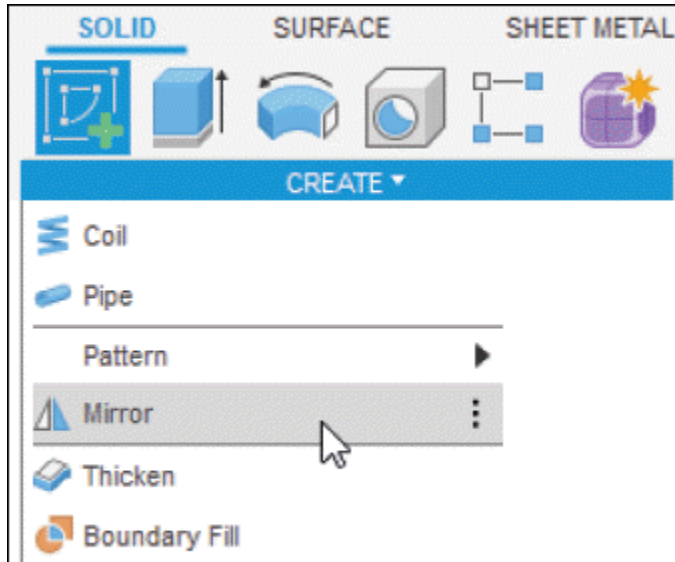 SOLID SURFACE SHEET METAL
CREATE ▾
Coil
Pipe
Pattern
Mirror
Thicken
Boundary Fill